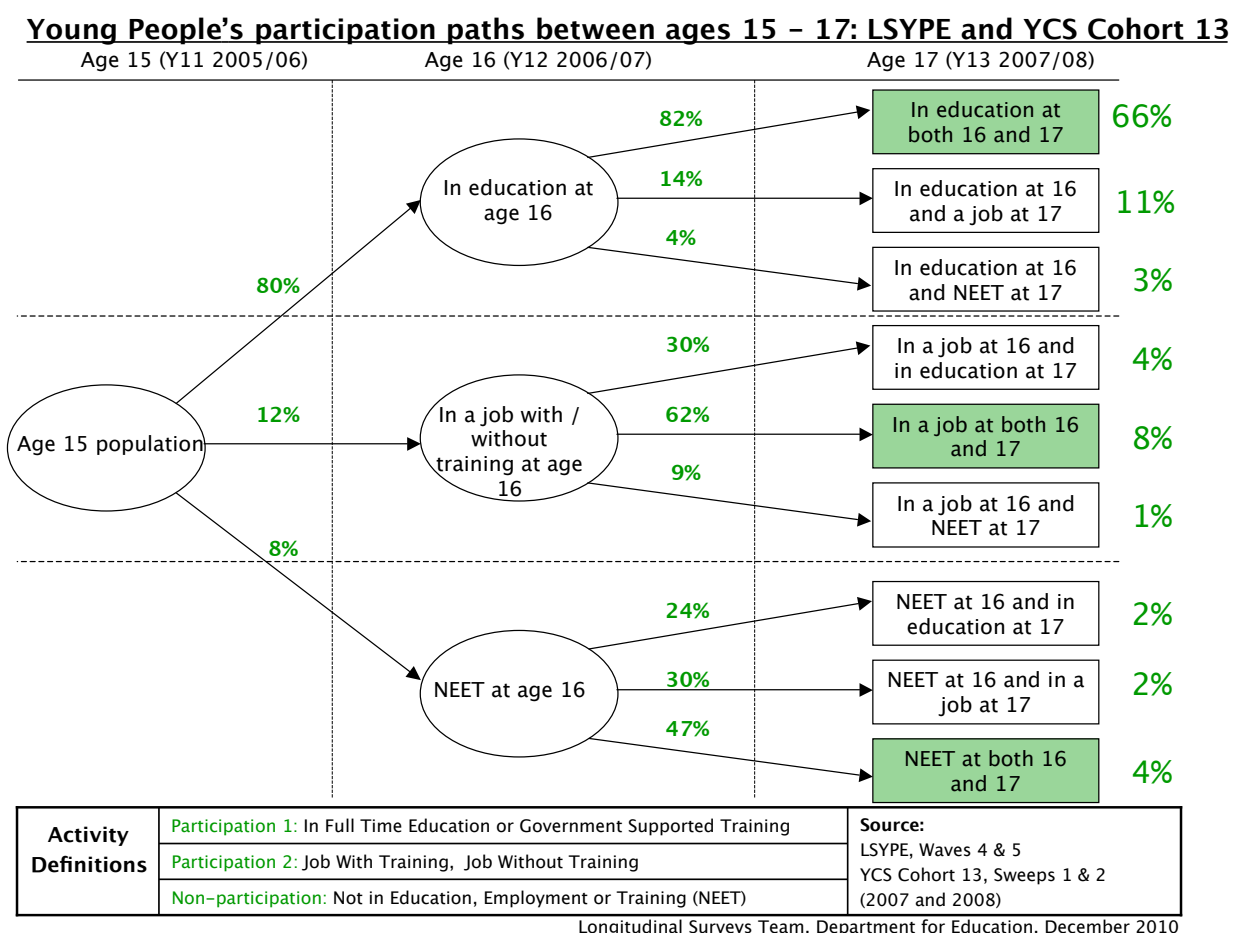 Young People's participation paths between ages 15 – 17: LSYPE and YCS Cohort 13
Age 15 (Y11 2005/06)
Age 16 (Y12 2006/07)
Age 17 (Y13 2007/08)
Age 15 population
80%
12%
8%
In education at
age 16
82%
14%
4%
In education at
both 16 and 17
66%
In education at 16
and a job at 17
11%
In education at 16
and NEET at 17
3%
In a job with /
without
training at age
16
30%
62%
9%
In a job at 16 and
in education at 17
4%
In a job at both 16
and 17
8%
In a job at 16 and
NEET at 17
1%
NEET at age 16
24%
30%
47%
NEET at 16 and in
education at 17
2%
NEET at 16 and in a
job at 17
2%
NEET at both 16
and 17
4%
Activity
Definitions
Participation 1: In Full Time Education or Government Supported Training
Participation 2: Job With Training, Job Without Training
Non-participation: Not in Education, Employment or Training (NEET)
Source:
LSYPE, Waves 4 & 5
YCS Cohort 13, Sweeps 1 & 2
(2007 and 2008)
Longitudinal Surveys Team, Department for Education, December 2010